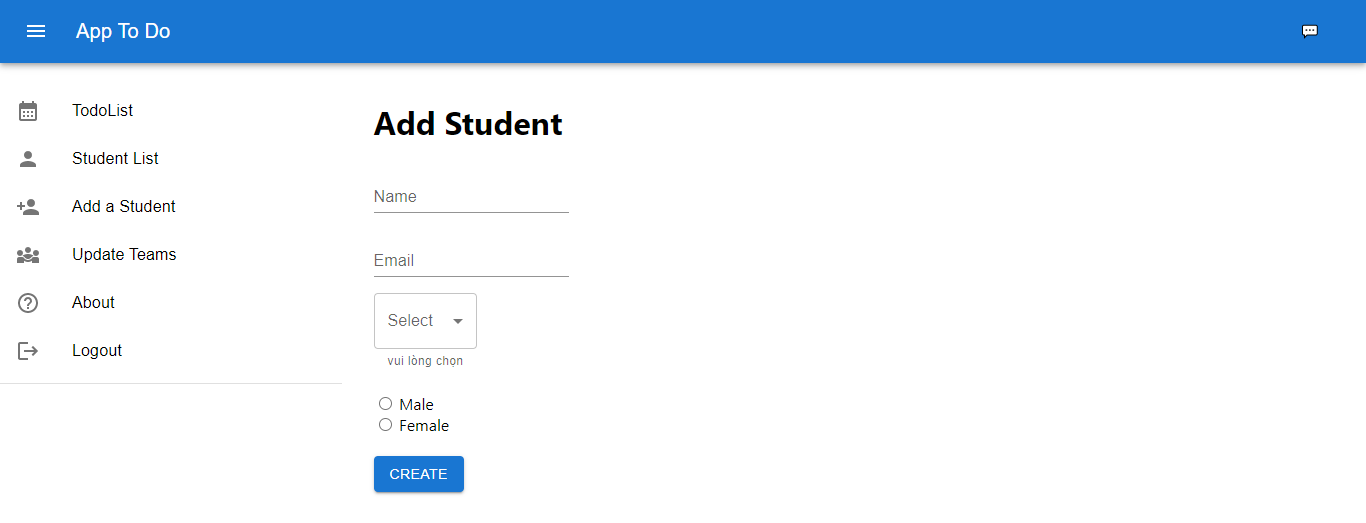 App To Do
TodoList
Student List
Add a Student
Update Teams
About
Logout
Add Student
Name
Email
Select
vui lòng chọn
Male
Female
CREATE